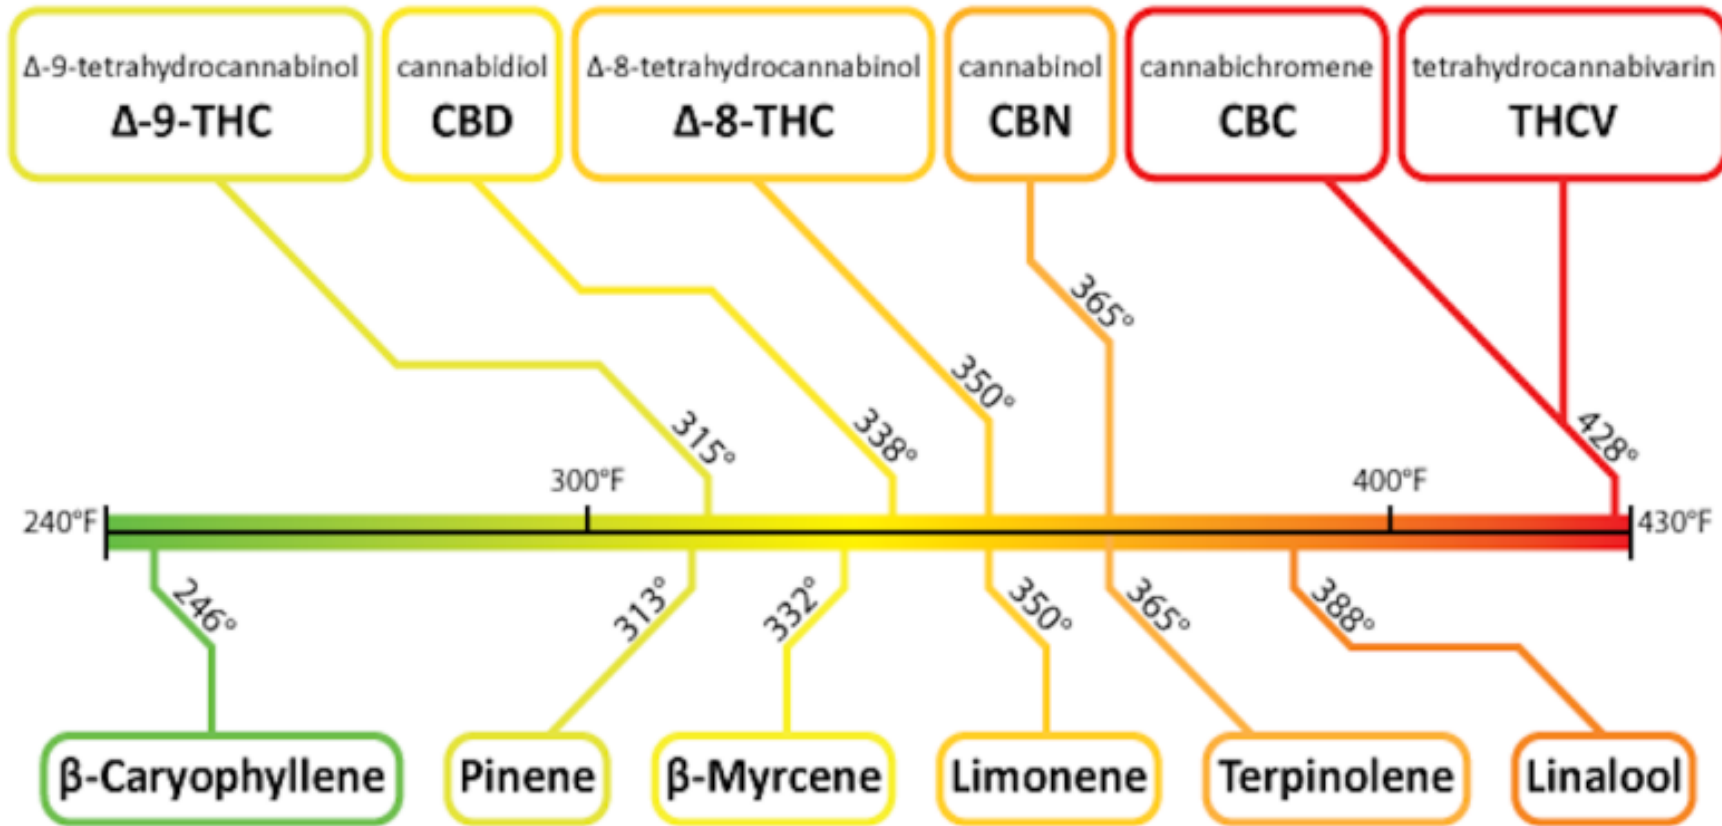 Δ-9-tetrahydrocannabinol
Δ-9-THC
cannabidiol
CBD
Δ-8-tetrahydrocannabinol
Δ-8-THC
cannabinol
CBN
cannabichromene
CBC
tetrahydrocannabivarin
THCV
315°
338°
350°
365°
428°
240°F
300°F
400°F
430°F
246°
313°
332°
350°
365°
388°
β-Caryophyllene
Pinene
β-Myrcene
Limonene
Terpinolene
Linalool